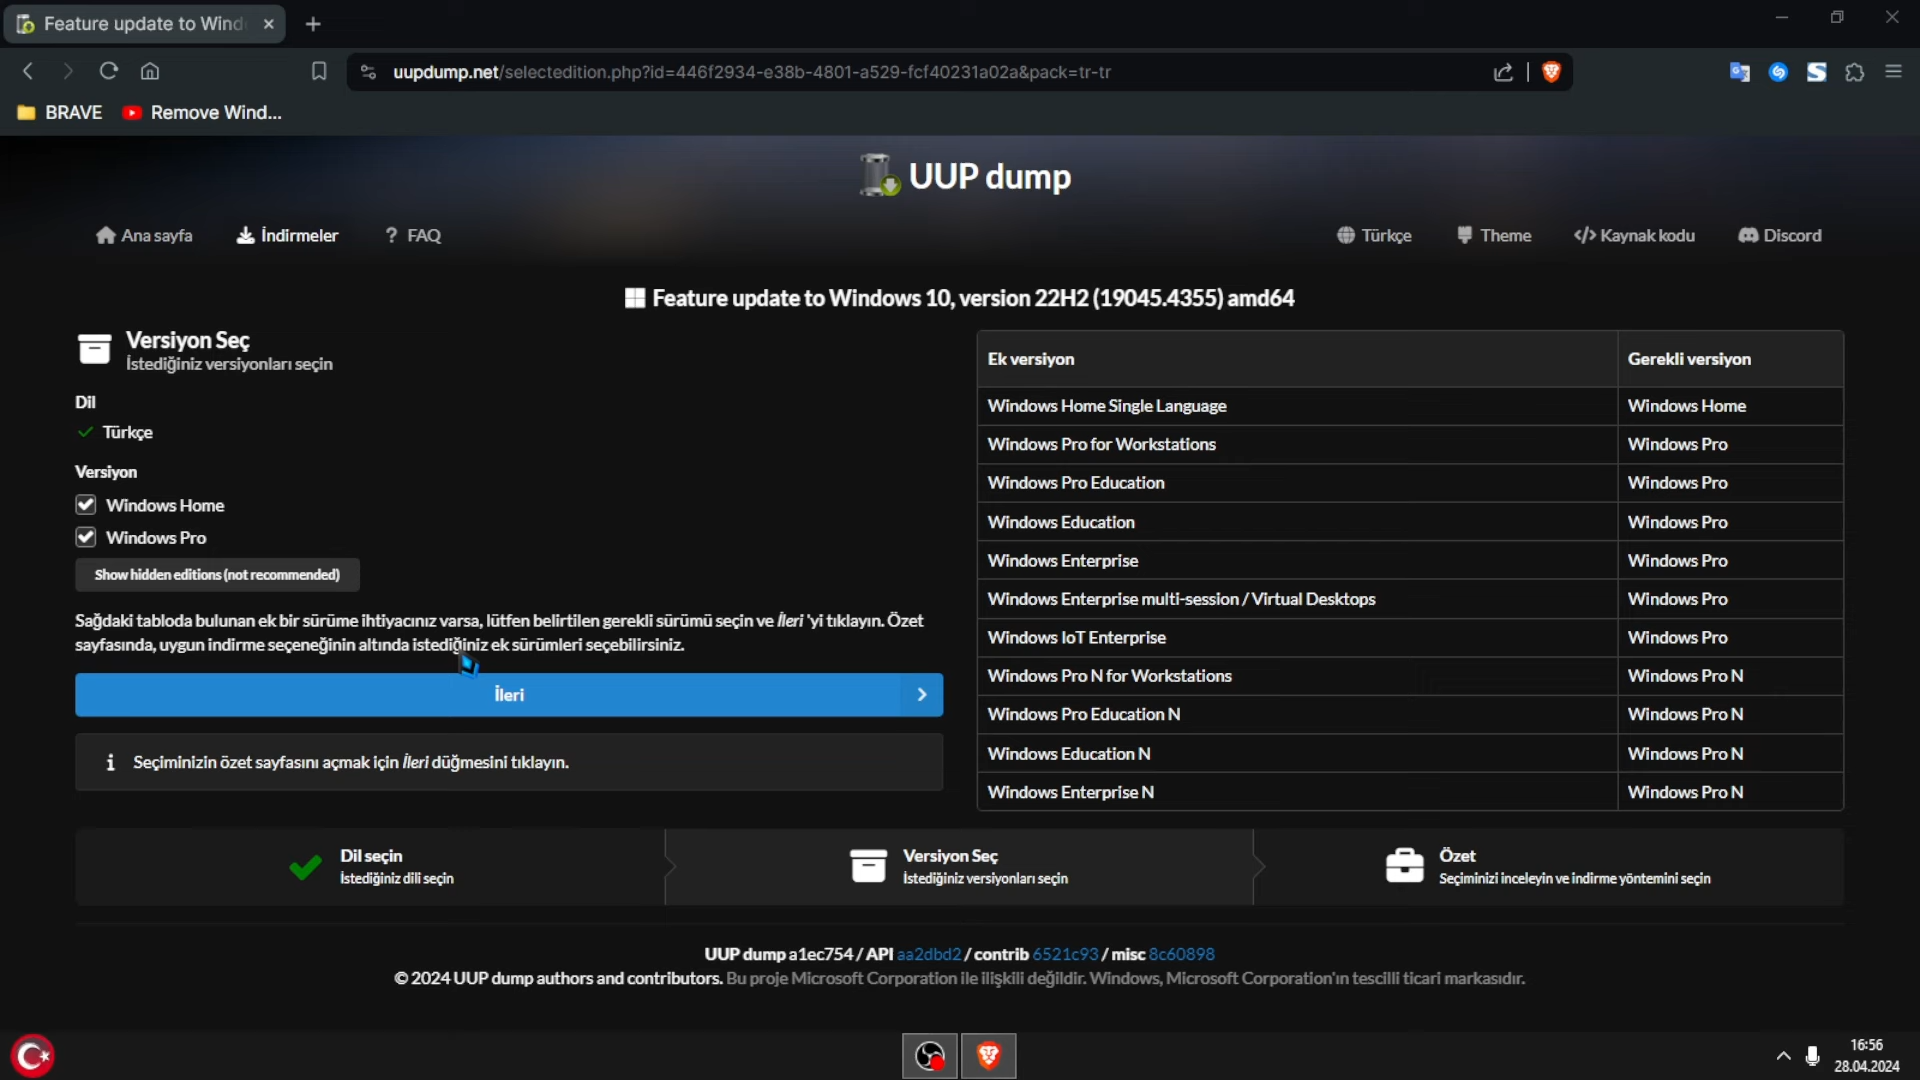 Feature update to Wind
uupdump.net/selectedition.php?id=446f2934-e38b-4801-a529-fcf40231a02a&pack=tr-tr
BRAVE
Remove Wind...
UUP dump
Ana sayfa
İndirmeler
? FAQ
Türkçe
Theme
</> Kaynak kodu
Discord
Feature update to Windows 10, version 22H2 (19045.4355) amd64
Versiyon Seç
İstediğiniz versiyonları seçin
Dil
Türkçe
Versiyon
Windows Home
Windows Pro
Show hidden editions (not recommended)
Sağdaki tabloda bulunan ek bir sürüme ihtiyacınız varsa, lütfen belirtilen gerekli sürümü seçin ve İleri 'yi tıklayın. Özet
sayfasında, uygun indirme seçeneğinin altında istediğiniz ek sürümleri seçebilirsiniz.
İleri
Seçiminizin özet sayfasını açmak için İleri düğmesini tıklayın.
Ek versiyon Gerekli versiyon
Windows Home Single Language Windows Home
Windows Pro for Workstations Windows Pro
Windows Pro Education Windows Pro
Windows Education Windows Pro
Windows Enterprise Windows Pro
Windows Enterprise multi-session / Virtual Desktops Windows Pro
Windows IoT Enterprise Windows Pro
Windows Pro N for Workstations Windows Pro N
Windows Pro Education N Windows Pro N
Windows Education N Windows Pro N
Windows Enterprise N Windows Pro N
Dil seçin
İstediğiniz dili seçin
Versiyon Seç
İstediğiniz versiyonları seçin
Özet
Seçiminizi inceleyin ve indirme yöntemini seçin
UUP dump a1ec754 / API aa2dbd2 / contrib 6521c93 / misc 8c60898
© 2024 UUP dump authors and contributors. Bu proje Microsoft Corporation ile ilişkili değildir. Windows, Microsoft Corporation'ın tescilli ticari markasıdır.
16:56
28.04.2024